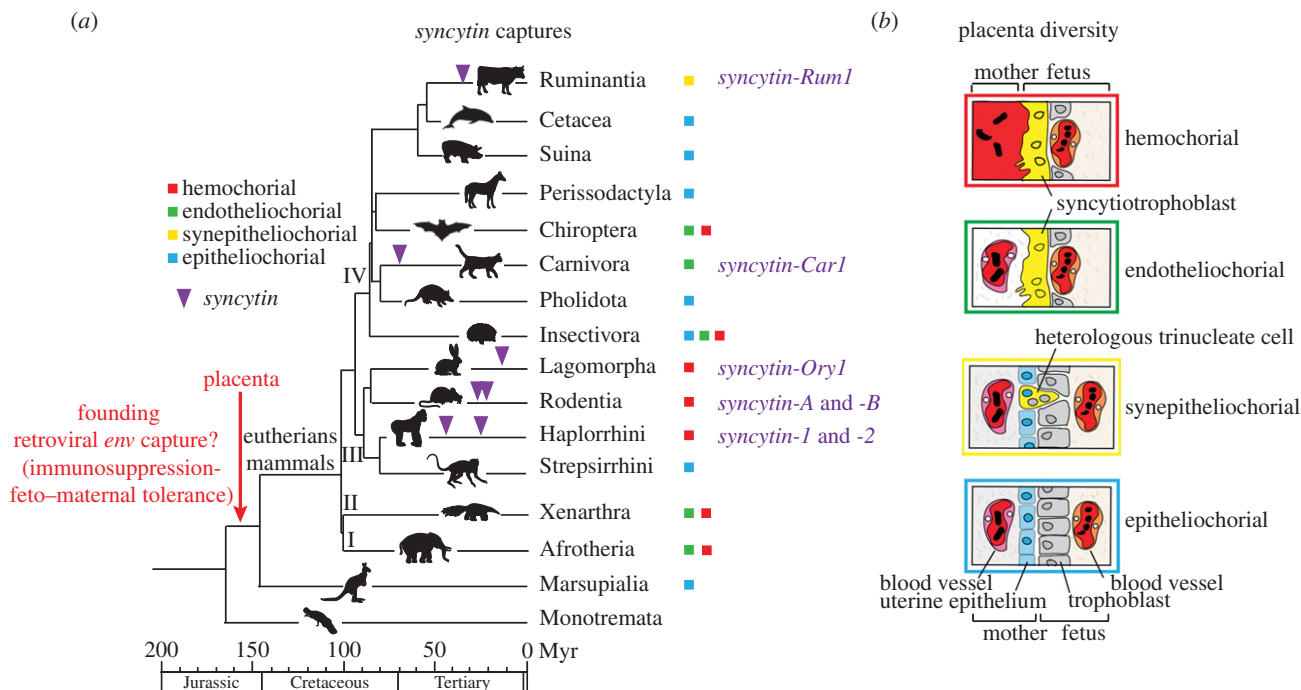 (a)
syncytin captures
hemochorial
endotheliochorial
synepitheliochorial
epitheliochorial
syncytin
placenta
founding
retroviral env capture?
(immunosuppression-
feto–maternal tolerance)
eutherians
mammals
IV
III
II
I
Ruminantia syncytin-Rum1
Cetacea
Suina
Perissodactyla
Chiroptera
Carnivora syncytin-Car1
Pholidota
Insectivora
Lagomorpha syncytin-Ory1
Rodentia syncytin-A and -B
Haplorrhini syncytin-1 and -2
Strepsirrhini
Xenarthra
Afrotheria
Marsupialia
Monotremata
200 150 100 50 0 Myr
Jurassic Cretaceous Tertiary
(b)
placenta diversity
mother fetus
hemochorial
syncytiotrophoblast
endotheliochorial
heterologous trinucleate cell
synepitheliochorial
epitheliochorial
blood vessel blood vessel
uterine epithelium trophoblast
mother fetus